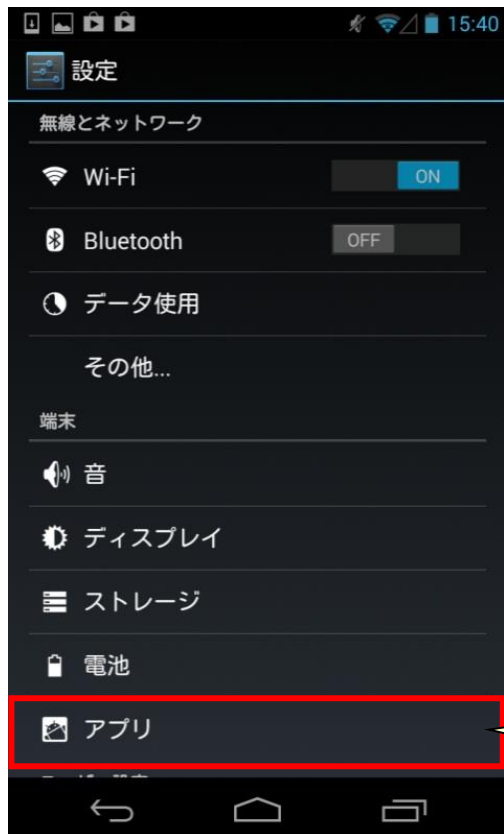 15:40
設定
無線とネットワーク
Wi-Fi ON
Bluetooth OFF
データ使用
その他...
端末
音
ディスプレイ
ストレージ
電池
アプリ